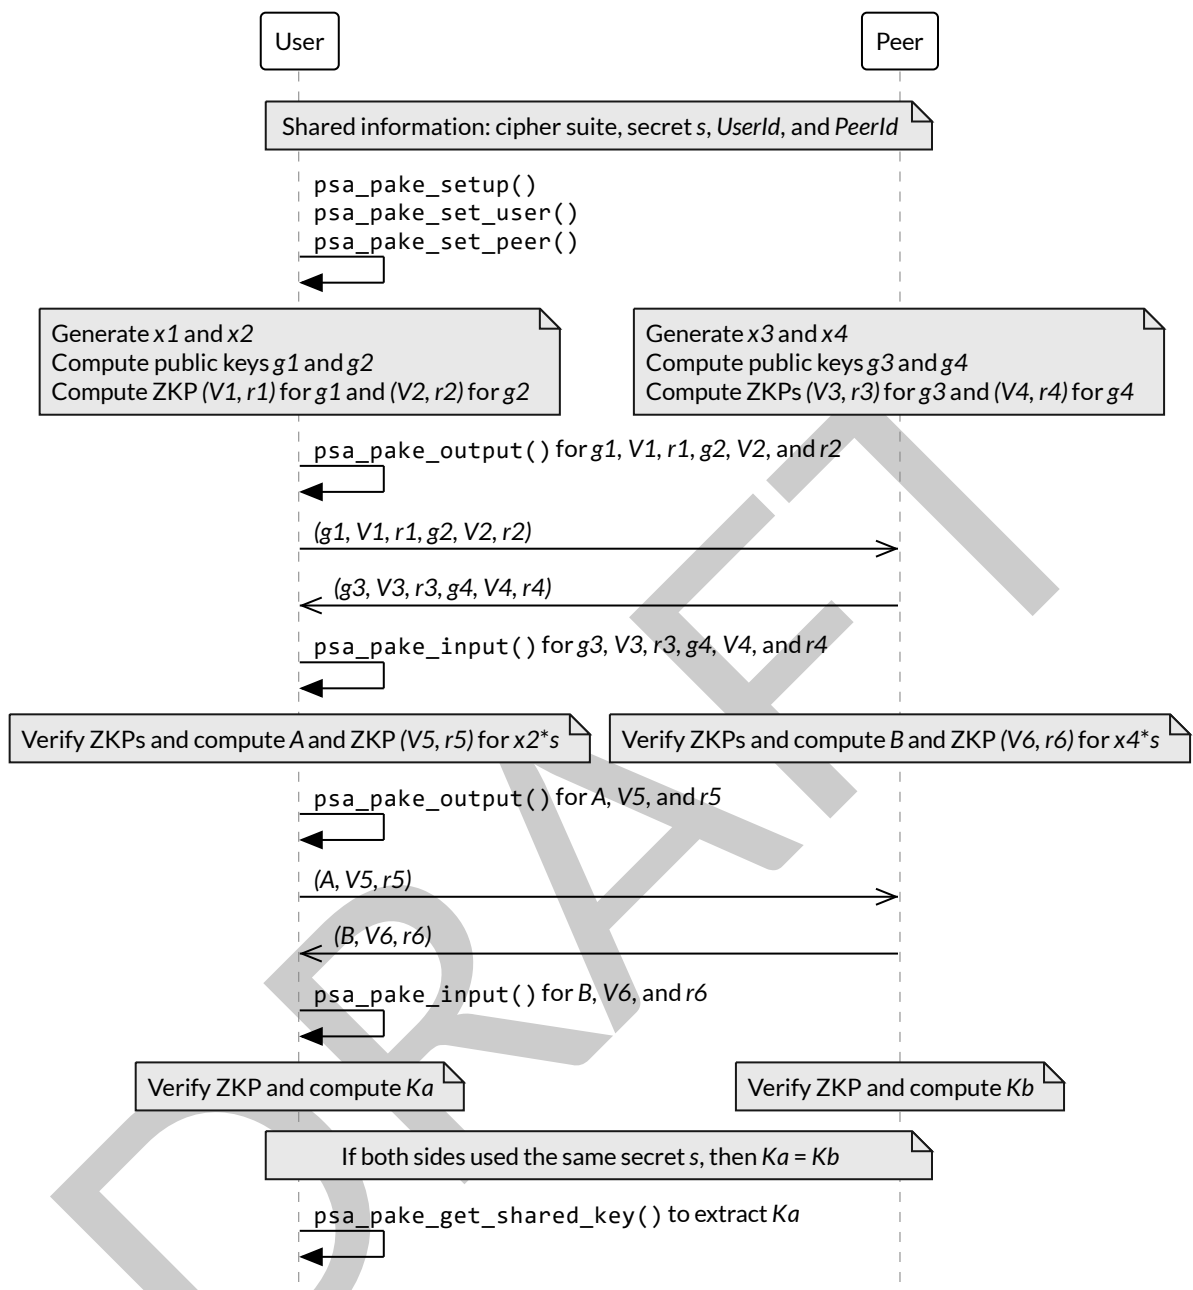 User
Peer
Shared information: cipher suite, secret s, UserId, and PeerId
psa_pake_setup()
psa_pake_set_user()
psa_pake_set_peer()
Generate x1 and x2
Compute public keys g1 and g2
Compute ZKP (V1, r1) for g1 and (V2, r2) for g2
Generate x3 and x4
Compute public keys g3 and g4
Compute ZKPs (V3, r3) for g3 and (V4, r4) for g4
psa_pake_output() for g1, V1, r1, g2, V2, and r2
(g1, V1, r1, g2, V2, r2)
(g3, V3, r3, g4, V4, r4)
psa_pake_input() for g3, V3, r3, g4, V4, and r4
Verify ZKPs and compute A and ZKP (V5, r5) for x2*s
Verify ZKPs and compute B and ZKP (V6, r6) for x4*s
psa_pake_output() for A, V5, and r5
(A, V5, r5)
(B, V6, r6)
psa_pake_input() for B, V6, and r6
Verify ZKP and compute Ka
Verify ZKP and compute Kb
If both sides used the same secret s, then Ka = Kb
psa_pake_get_shared_key() to extract Ka
DRAFT